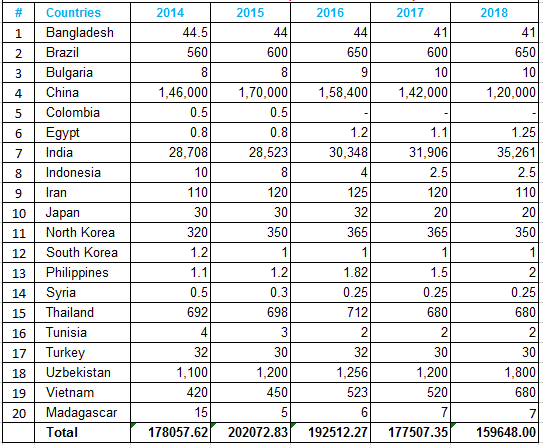 # Countries 2014 2015 2016 2017 2018
1 Bangladesh 44.5 44 44 41 41
2 Brazil 560 600 650 600 650
3 Bulgaria 8 8 9 10 10
4 China 1,46,000 1,70,000 1,58,400 1,42,000 1,20,000
5 Colombia 0.5 0.5 - - -
6 Egypt 0.8 0.8 1.2 1.1 1.25
7 India 28,708 28,523 30,348 31,906 35,261
8 Indonesia 10 8 4 2.5 2.5
9 Iran 110 120 125 120 110
10 Japan 30 30 32 20 20
11 North Korea 320 350 365 365 350
12 South Korea 1.2 1 1 1 1
13 Philippines 1.1 1.2 1.82 1.5 2
14 Syria 0.5 0.3 0.25 0.25 0.25
15 Thailand 692 698 712 680 680
16 Tunisia 4 3 2 2 2
17 Turkey 32 30 32 30 30
18 Uzbekistan 1,100 1,200 1,256 1,200 1,800
19 Vietnam 420 450 523 520 680
20 Madagascar 15 5 6 7 7
Total 178057.62 202072.83 192512.27 177507.35 159648.00